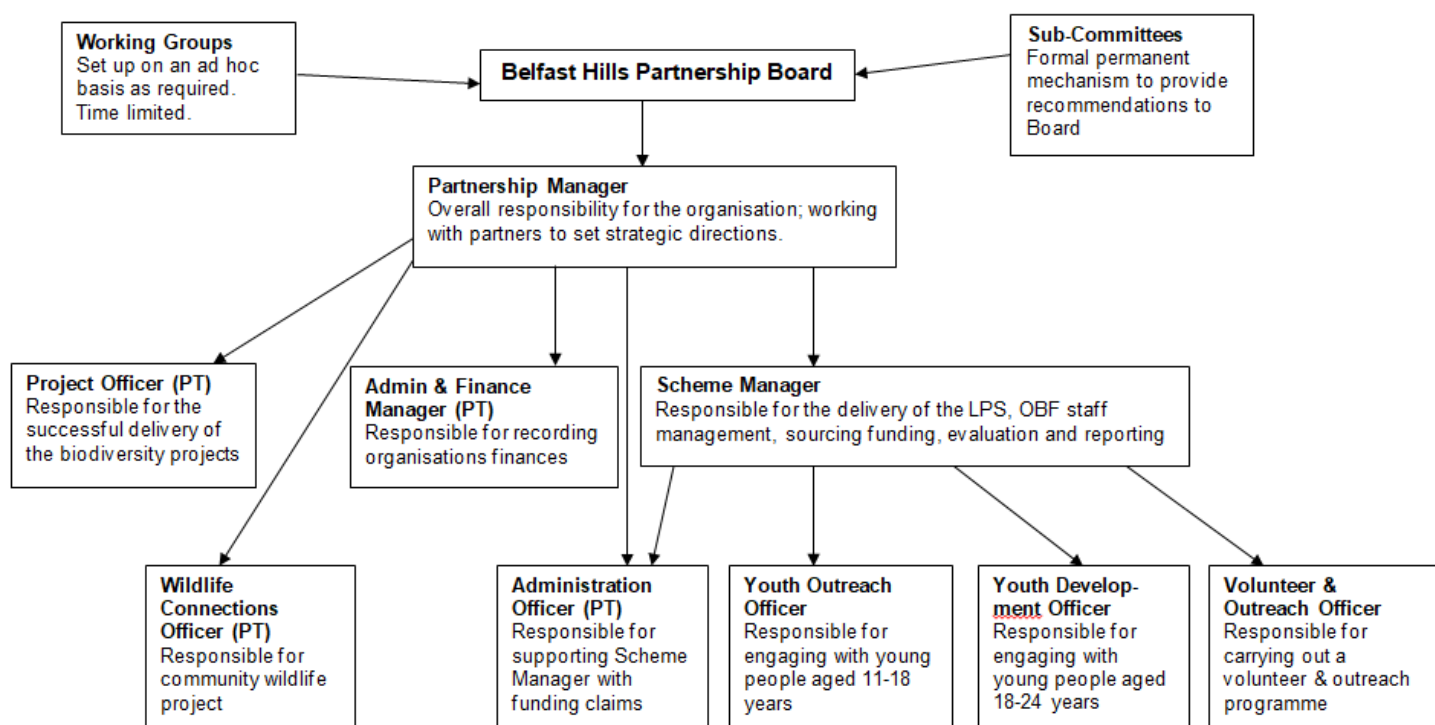 Working Groups
Set up on an ad hoc
basis as required.
Time limited.
Belfast Hills Partnership Board
Sub-Committees
Formal permanent
mechanism to provide
recommendations to
Board
Partnership Manager
Overall responsibility for the organisation; working
with partners to set strategic directions.
Project Officer (PT)
Responsible for the
successful delivery of
the biodiversity projects
Admin & Finance
Manager (PT)
Responsible for recording
organisations finances
Scheme Manager
Responsible for the delivery of the LPS, OBF staff
management, sourcing funding, evaluation and reporting
Wildlife
Connections
Officer (PT)
Responsible for
community wildlife
project
Administration
Officer (PT)
Responsible for
supporting Scheme
Manager with
funding claims
Youth Outreach
Officer
Responsible for
engaging with young
people aged 11-18
years
Youth Develop-
ment Officer
Responsible for
engaging with
young people aged
18-24 years
Volunteer &
Outreach Officer
Responsible for
carrying out a
volunteer & outreach
programme